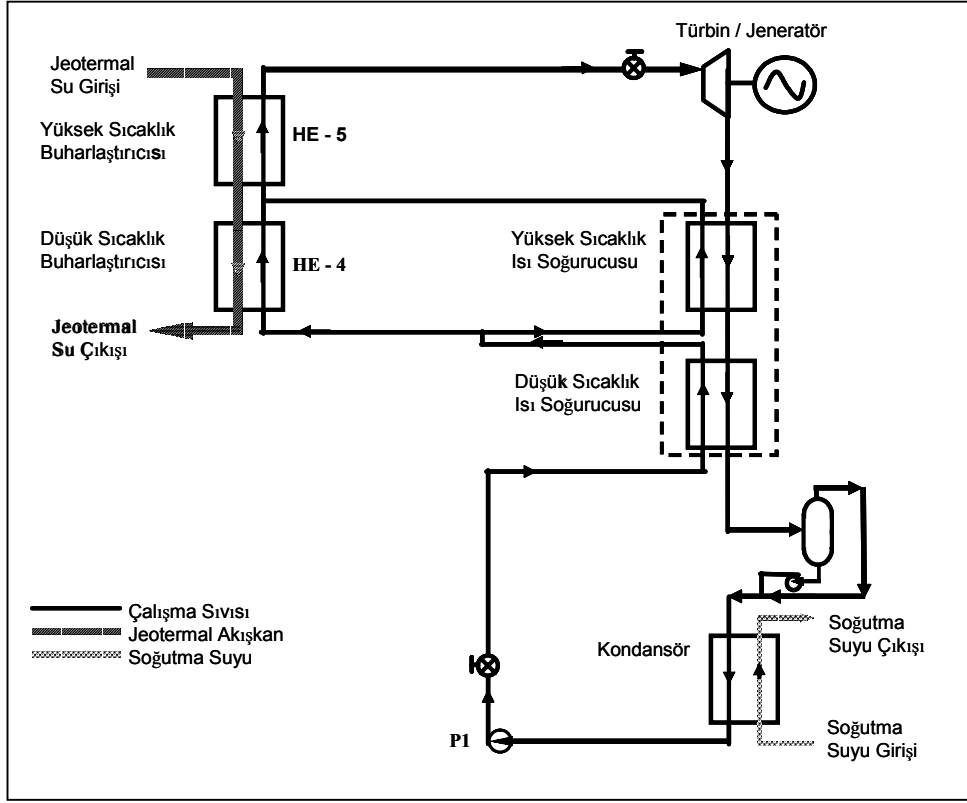 Türbin / Jeneratör
Jeotermal
Su Girişi
Yüksek Sıcaklık
Buharlaştırıcısı
HE - 5
Düşük Sıcaklık
Buharlaştırıcısı
HE - 4
Yüksek Sıcaklık
Isı Soğurucusu
Jeotermal
Su Çıkışı
Düşük Sıcaklık
Isı Soğurucusu
Çalışma Sıvısı
Jeotermal Akışkan
Soğutma Suyu
Kondansör
Soğutma
Suyu Çıkışı
P1
Soğutma
Suyu Girişi